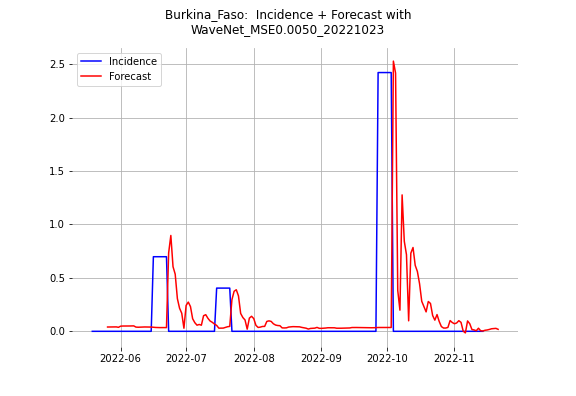 Burkina_Faso:  Incidence + Forecast with
WaveNet_MSE0.0050_20221023
Incidence
Forecast
2.5
2.0
1.5
1.0
0.5
0.0
2022-06 2022-07 2022-08 2022-09 2022-10 2022-11